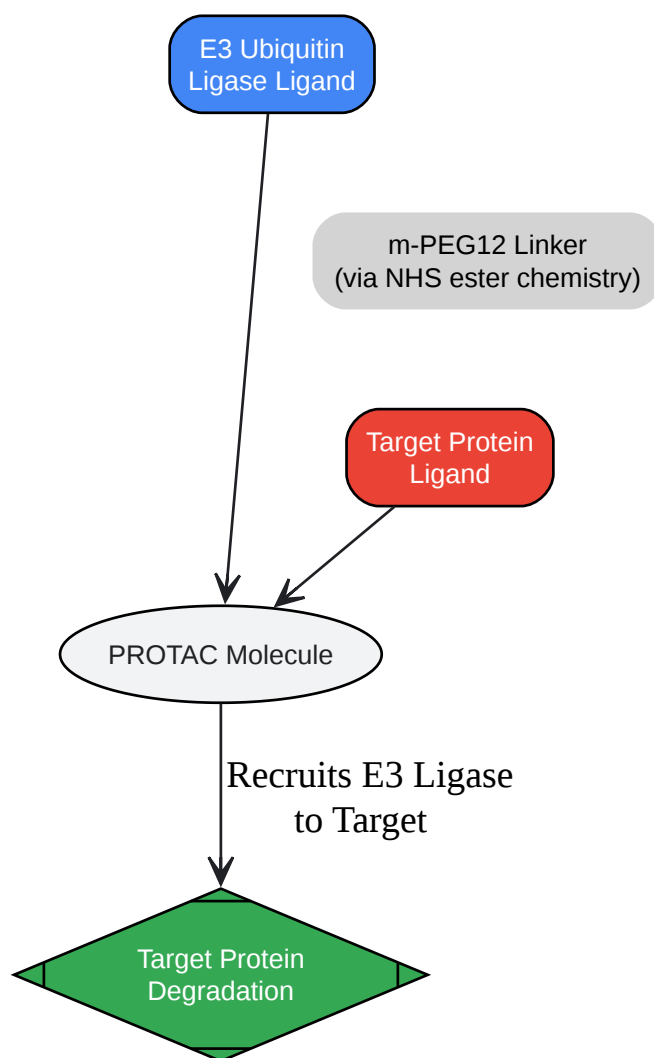 E3 Ubiquitin
Ligase Ligand
m-PEG12 Linker
(via NHS ester chemistry)
Target Protein
Ligand
PROTAC Molecule
Recruits E3 Ligase
to Target
Target Protein
Degradation